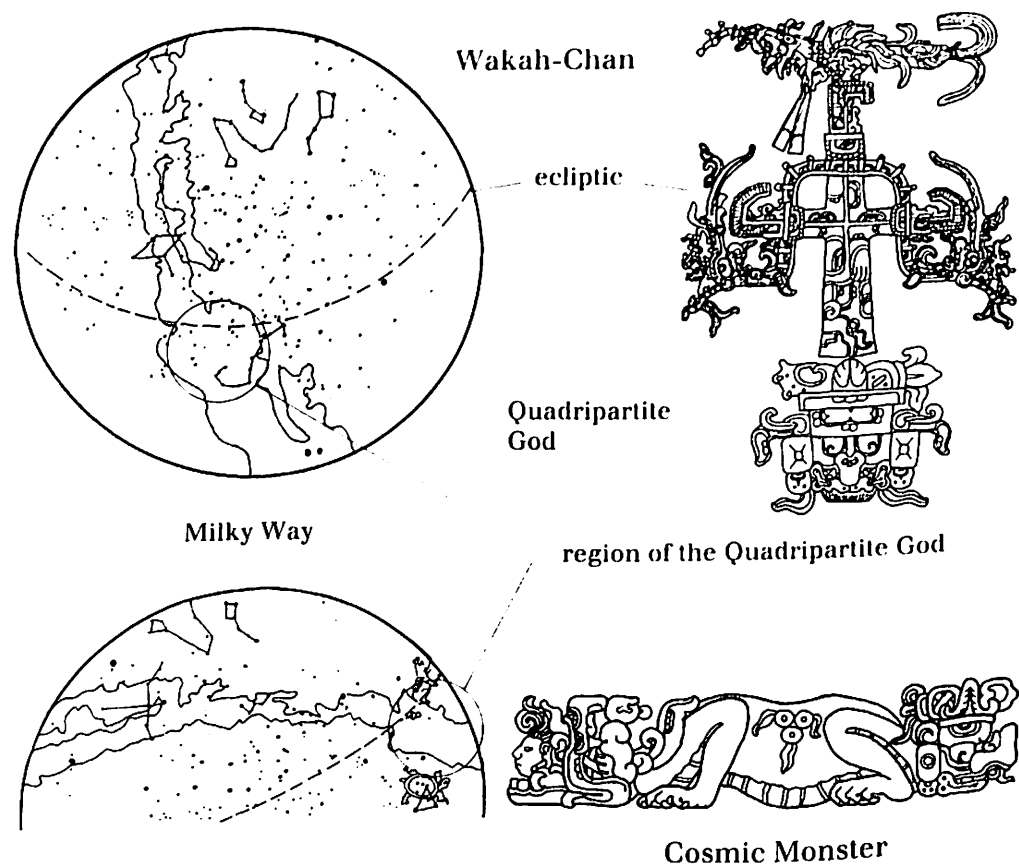 Wakah-Chan
ecliptic
Quadripartite
God
Milky Way
region of the Quadripartite God
Cosmic Monster